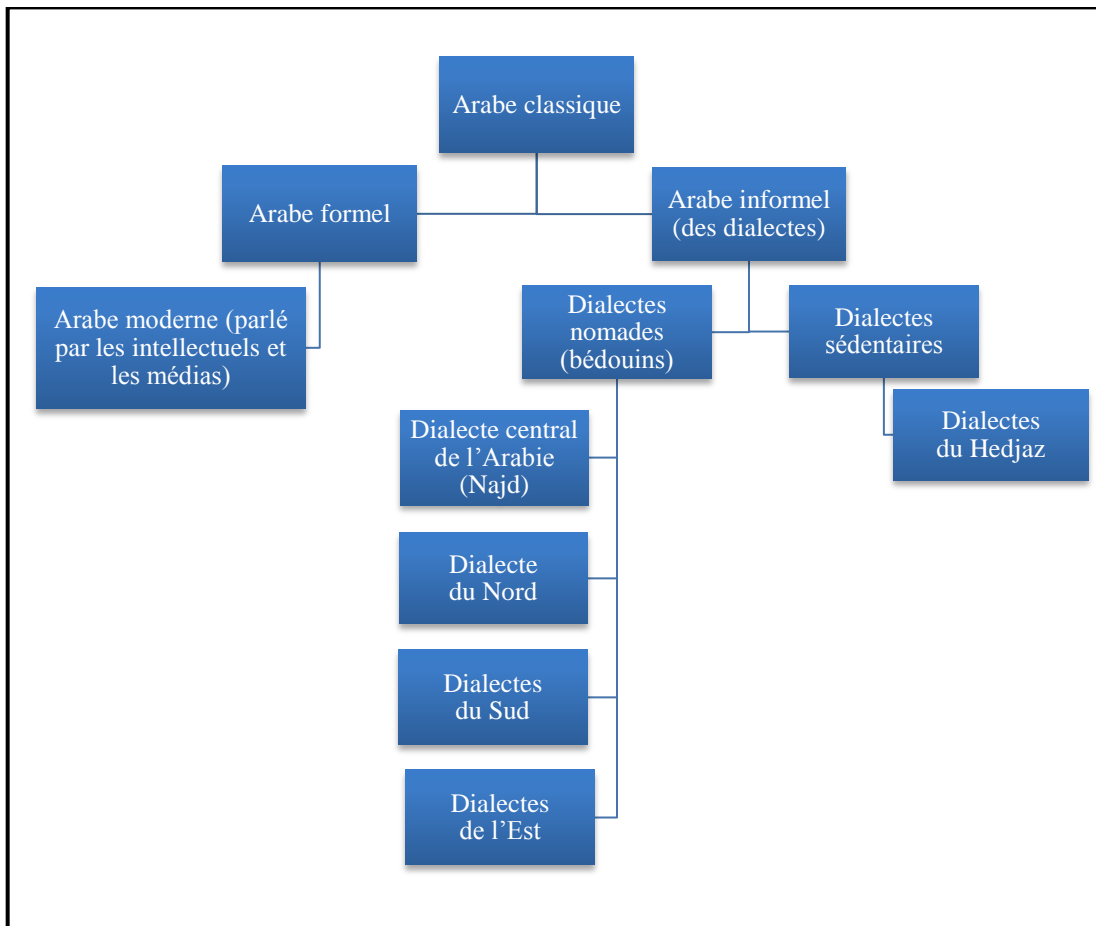 Arabe classique
Arabe formel
Arabe informel
(des dialectes)
Arabe moderne (parlé
par les intellectuels et
les médias)
Dialectes
nomades
(bédouins)
Dialectes
sédentaires
Dialectes
du Hedjaz
Dialecte central
de l’Arabie
(Najd)
Dialecte
du Nord
Dialectes
du Sud
Dialectes
de l’Est